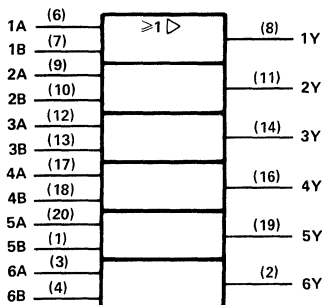 1A (6) ≥1 ▷ (8) 1Y
1B (7)
2A (9) (11) 2Y
2B (10)
3A (12) (14) 3Y
3B (13)
4A (17) (16) 4Y
4B (18)
5A (20) (19) 5Y
5B (1)
6A (3) (2) 6Y
6B (4)